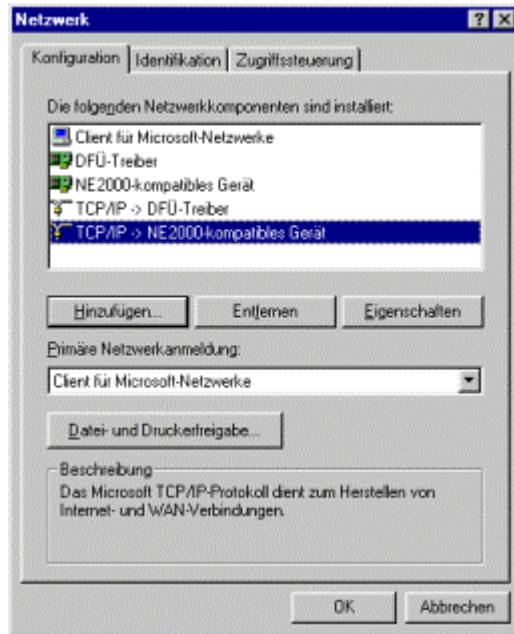 Netzwerk
Konfiguration Identifikation Zugriffssteuerung
Die folgenden Netzwerkkomponenten sind installiert:
Client für Microsoft-Netzwerke
DFÜ-Treiber
NE2000-kompatibles Gerät
TCP/IP -> DFÜ-Treiber
TCP/IP -> NE2000-kompatibles Gerät
Hinzufügen... Entfernen Eigenschaften
Primäre Netzwerkanmeldung:
Client für Microsoft-Netzwerke
Datei- und Druckerfreigabe...
Beschreibung
Das Microsoft TCP/IP-Protokoll dient zum Herstellen von
Internet- und WAN-Verbindungen.
OK Abbrechen